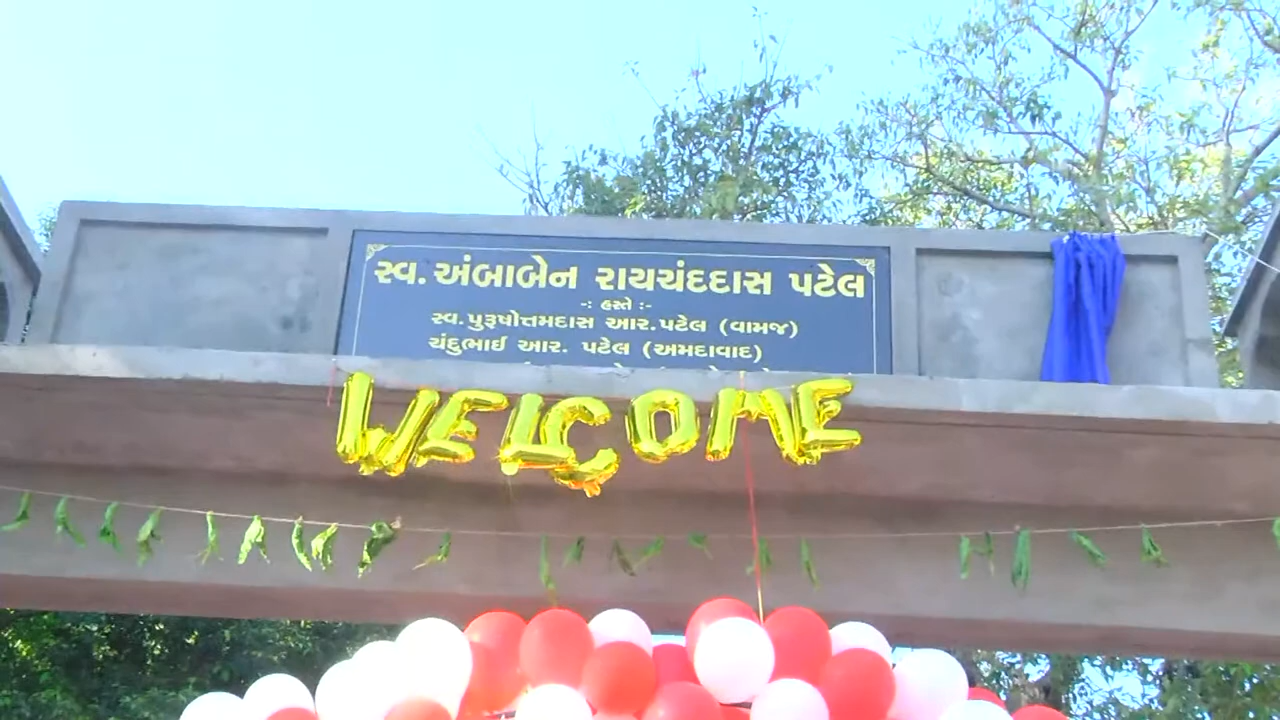 સ્વ. અંબાબેન રાયચંદદાસ પટેલ
-: હસ્તે :-
સ્વ.પુરૂષોત્તમદાસ આર.પટેલ (વામજ)
ચંદુભાઈ આર. પટેલ (અમદાવાદ)
WELCOME